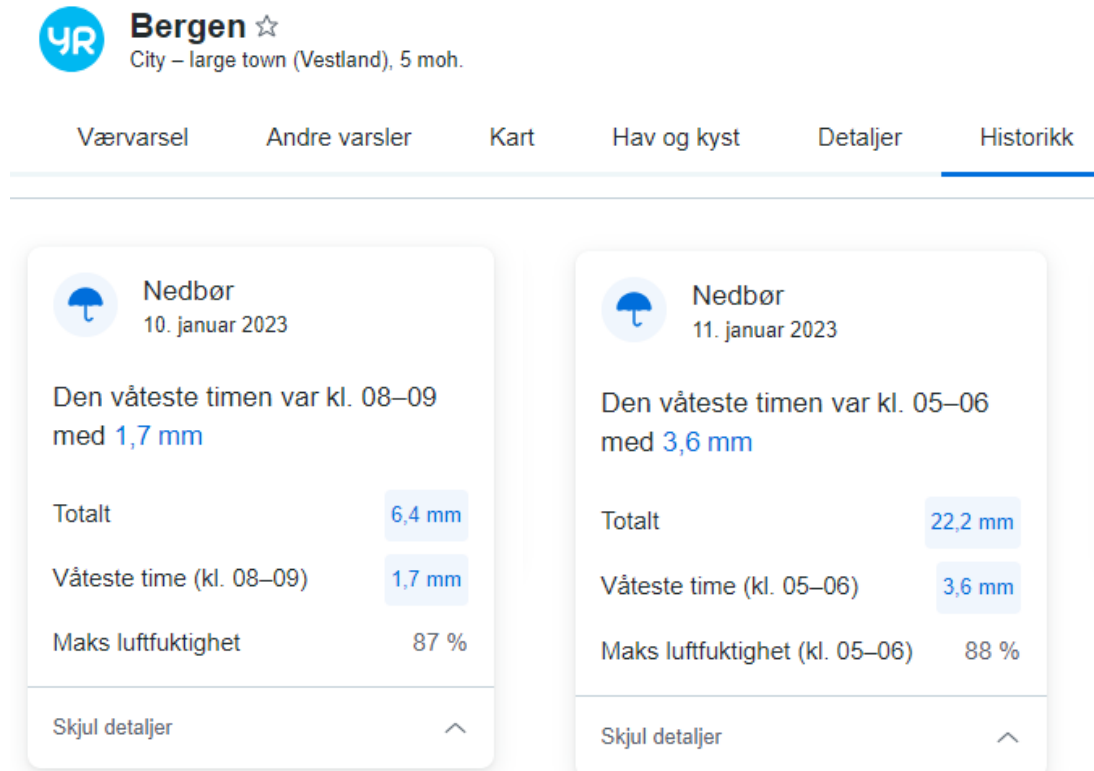 YR
Bergen
City – large town (Vestland), 5 moh.
Værvarsel Andre varsler Kart Hav og kyst Detaljer Historikk
Nedbør
10. januar 2023
Den våteste timen var kl. 08–09
med 1,7 mm
Totalt 6,4 mm
Våteste time (kl. 08–09) 1,7 mm
Maks luftfuktighet 87 %
Skjul detaljer
Nedbør
11. januar 2023
Den våteste timen var kl. 05–06
med 3,6 mm
Totalt 22,2 mm
Våteste time (kl. 05–06) 3,6 mm
Maks luftfuktighet (kl. 05–06) 88 %
Skjul detaljer